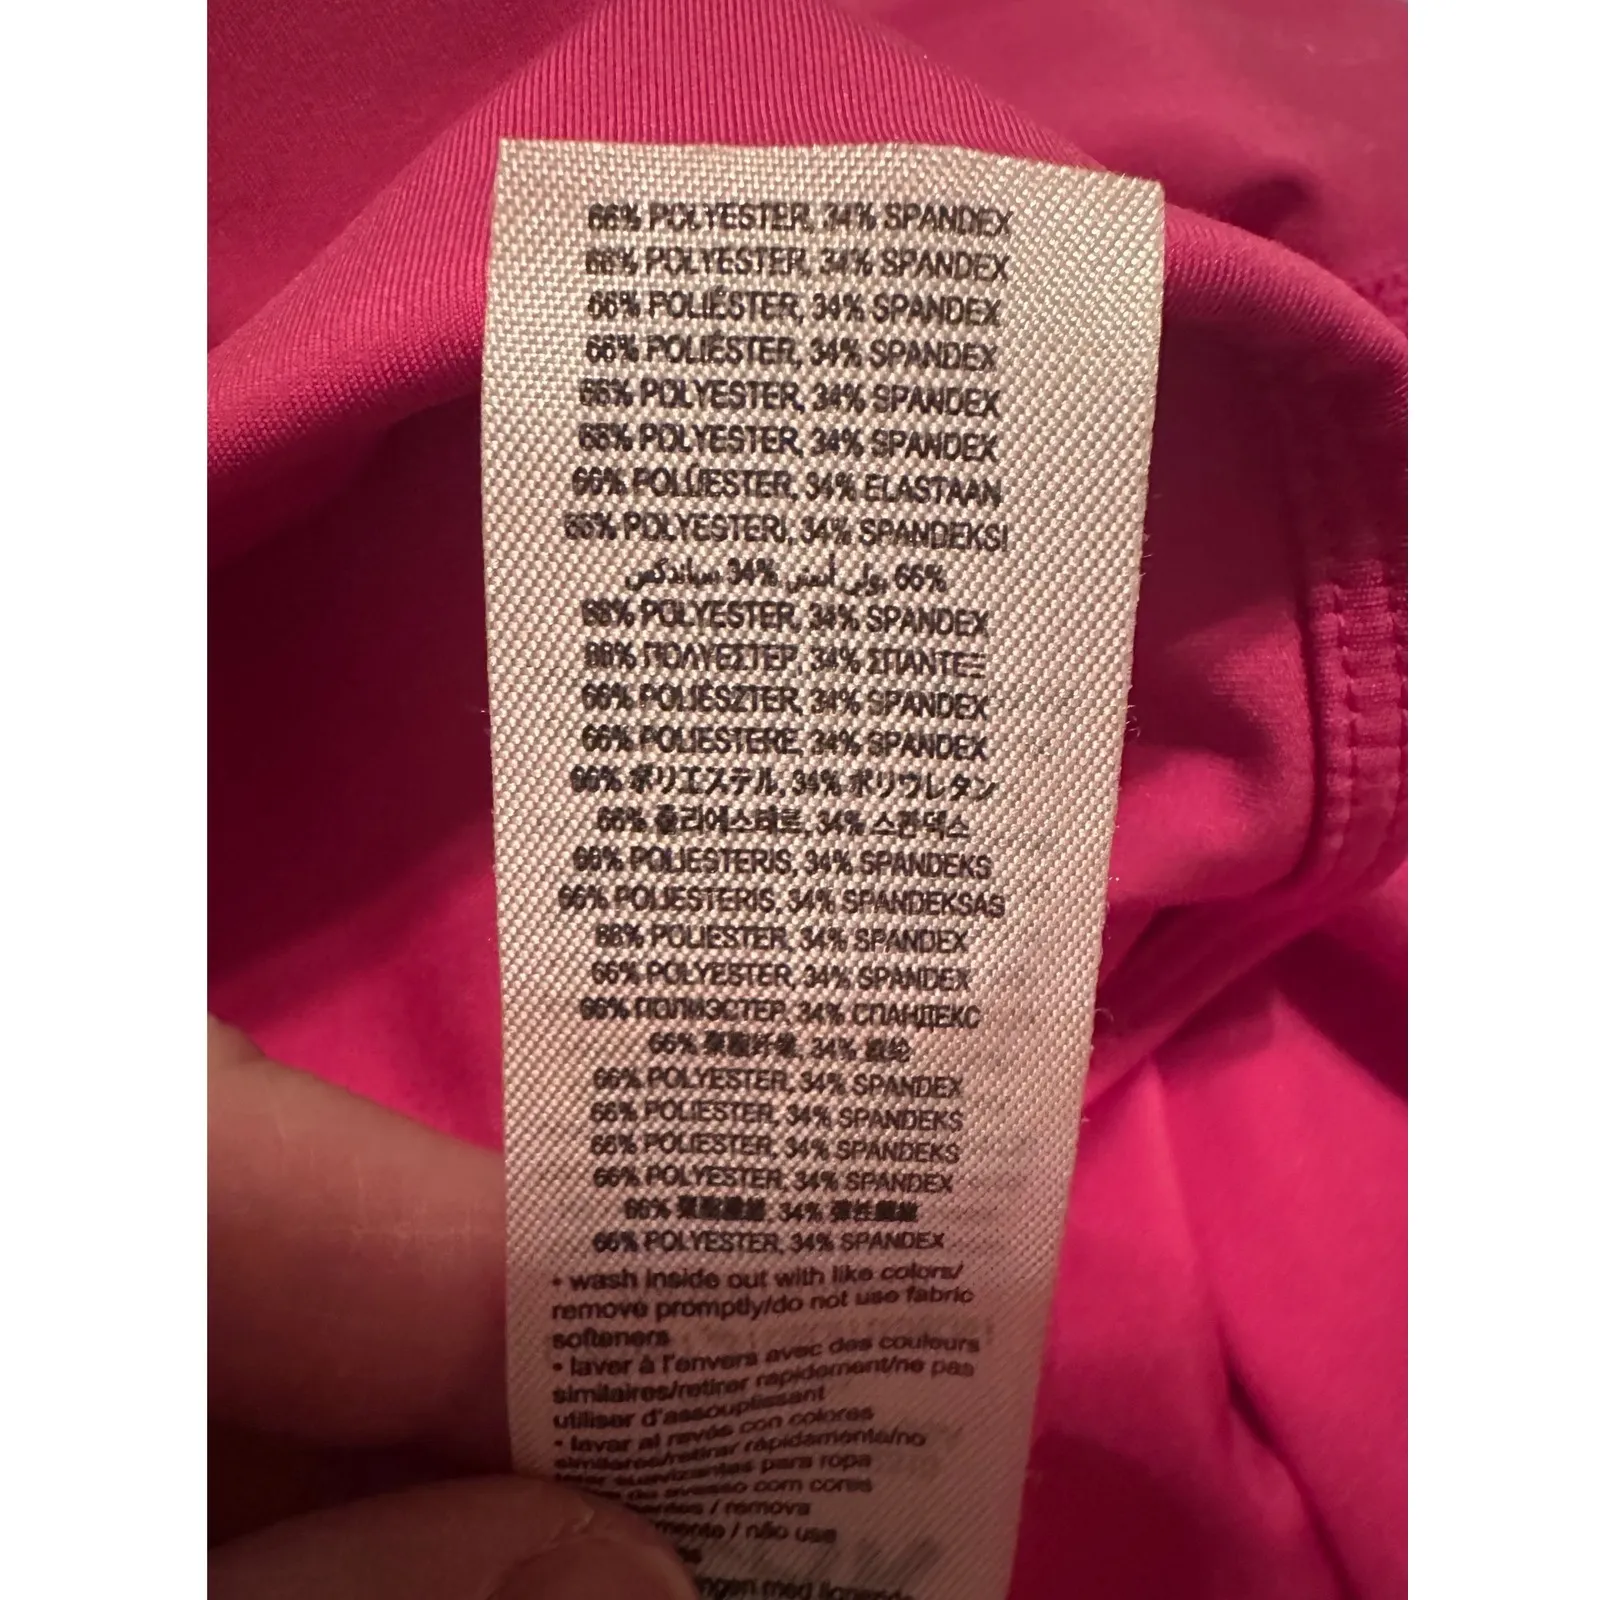 66% POLYESTER, 34% SPANDEX
66% POLYESTER, 34% SPANDEX
66% POLIÉSTER, 34% SPANDEX
66% POLIÉSTER, 34% SPANDEX
66% POLYESTER, 34% SPANDEX
66% POLYESTER, 34% SPANDEX
66% POLÜESTER, 34% ELASTAAN
66% POLYESTERI, 34% SPANDEKSI
66% بولي أستر, 34% سباندكس
66% POLYESTER, 34% SPANDEX
66% ΠΟΛΥΕΣΤΕΡ, 34% ΣΠΑΝΤΕΞ
66% POLIÉSZTER, 34% SPANDEX
66% POLIESTERE, 34% SPANDEX
66% ポリエステル, 34% ポリウレタン
66% 폴리에스테르, 34% 스판덱스
66% POLIESTERIS, 34% SPANDEKS
66% POLIESTERIS, 34% SPANDEKSAS
66% POLIESTER, 34% SPANDEX
66% POLYESTER, 34% SPANDEX
66% ПОЛИЭСТЕР, 34% СПАНДЕКС
66% 聚酯纤维, 34% 氨纶
66% POLYESTER, 34% SPANDEX
66% POLIESTER, 34% SPANDEKS
66% POLIESTER, 34% SPANDEKS
66% POLYESTER, 34% SPANDEX
66% 聚酯纖維, 34% 彈性纖維
66% POLYESTER, 34% SPANDEX
• wash inside out with like colors/
remove promptly/do not use fabric
softeners
• laver à l'envers avec des couleurs
similaires/retirer rapidement/ne pas
utiliser d'assouplissant
• lavar al revés con colores
similares/retirar rápidamente/no
usar suavizantes para ropa
avesso com cores
/ remova
/ não use
med